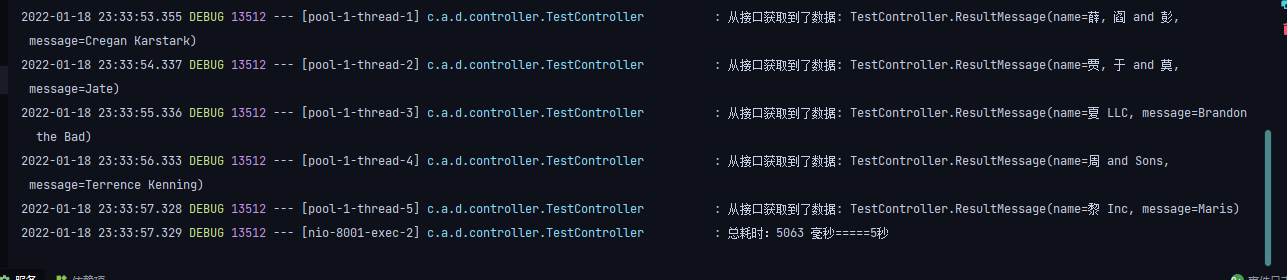 2022-01-18 23:33:53.355 DEBUG 13512 --- [pool-1-thread-1] c.a.d.controller.TestController : 从接口获取到了数据: TestController.ResultMessage(name=薛, 阎 and 彭,
message=Cregan Karstark)
2022-01-18 23:33:54.337 DEBUG 13512 --- [pool-1-thread-2] c.a.d.controller.TestController : 从接口获取到了数据: TestController.ResultMessage(name=贾, 于 and 莫,
message=Jate)
2022-01-18 23:33:55.336 DEBUG 13512 --- [pool-1-thread-3] c.a.d.controller.TestController : 从接口获取到了数据: TestController.ResultMessage(name=夏 LLC, message=Brandon
the Bad)
2022-01-18 23:33:56.333 DEBUG 13512 --- [pool-1-thread-4] c.a.d.controller.TestController : 从接口获取到了数据: TestController.ResultMessage(name=周 and Sons,
message=Terrence Kenning)
2022-01-18 23:33:57.328 DEBUG 13512 --- [pool-1-thread-5] c.a.d.controller.TestController : 从接口获取到了数据: TestController.ResultMessage(name=黎 Inc, message=Maris)
2022-01-18 23:33:57.329 DEBUG 13512 --- [nio-8001-exec-2] c.a.d.controller.TestController : 总耗时: 5063 毫秒=====5秒